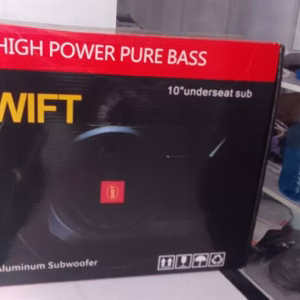 HIGH POWER PURE BASS
10"underseat sub
WIFT
Aluminum Subwoofer